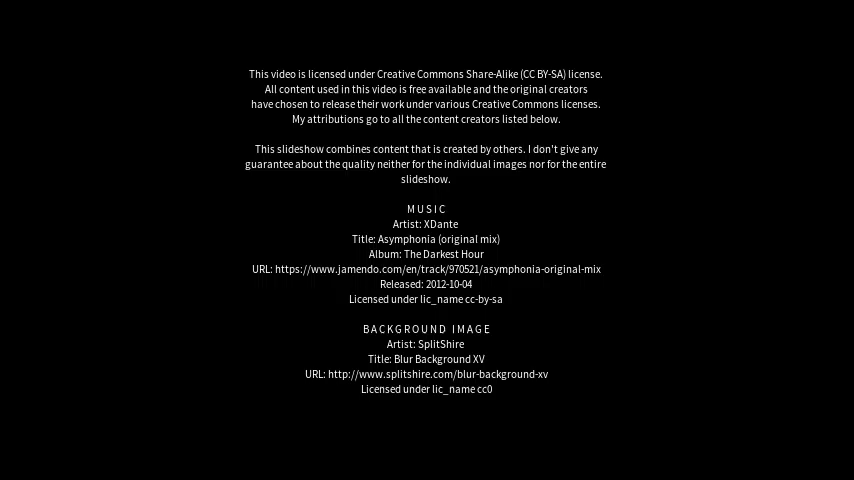 This video is licensed under Creative Commons Share-Alike (CC BY-SA) license.
All content used in this video is free available and the original creators
have chosen to release their work under various Creative Commons licenses.
My attributions go to all the content creators listed below.
This slideshow combines content that is created by others. I don't give any
guarantee about the quality neither for the individual images nor for the entire
slideshow.
MUSIC
Artist: XDante
Title: Asymphonia (original mix)
Album: The Darkest Hour
URL: https://www.jamendo.com/en/track/970521/asymphonia-original-mix
Released: 2012-10-04
Licensed under lic_name cc-by-sa
BACKGROUND IMAGE
Artist: SplitShire
Title: Blur Background XV
URL: http://www.splitshire.com/blur-background-xv
Licensed under lic_name cc0